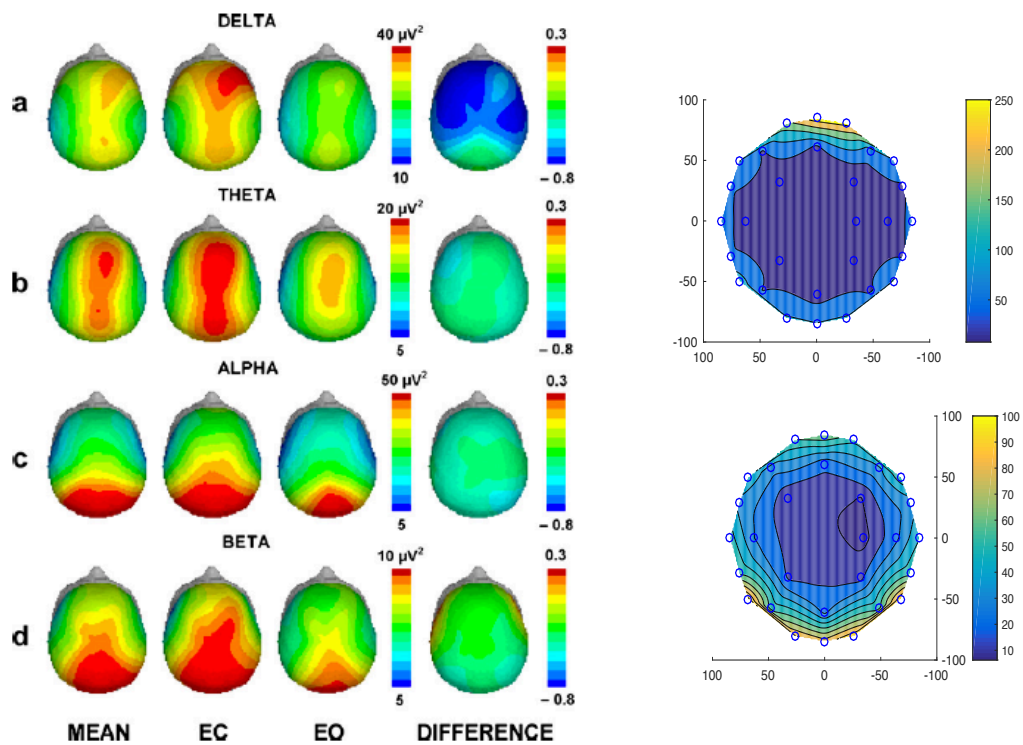 DELTA
40 µV²
0.3
a
10
– 0.8
THETA
20 µV²
0.3
b
5
– 0.8
ALPHA
50 µV²
0.3
c
5
– 0.8
BETA
10 µV²
0.3
d
5
– 0.8
MEAN EC EO DIFFERENCE
100
50
0
-50
-100
100 50 0 -50 -100
250
200
150
100
50
100
50
0
-50
-100
100 50 0 -50 -100
100
90
80
70
60
50
40
30
20
10